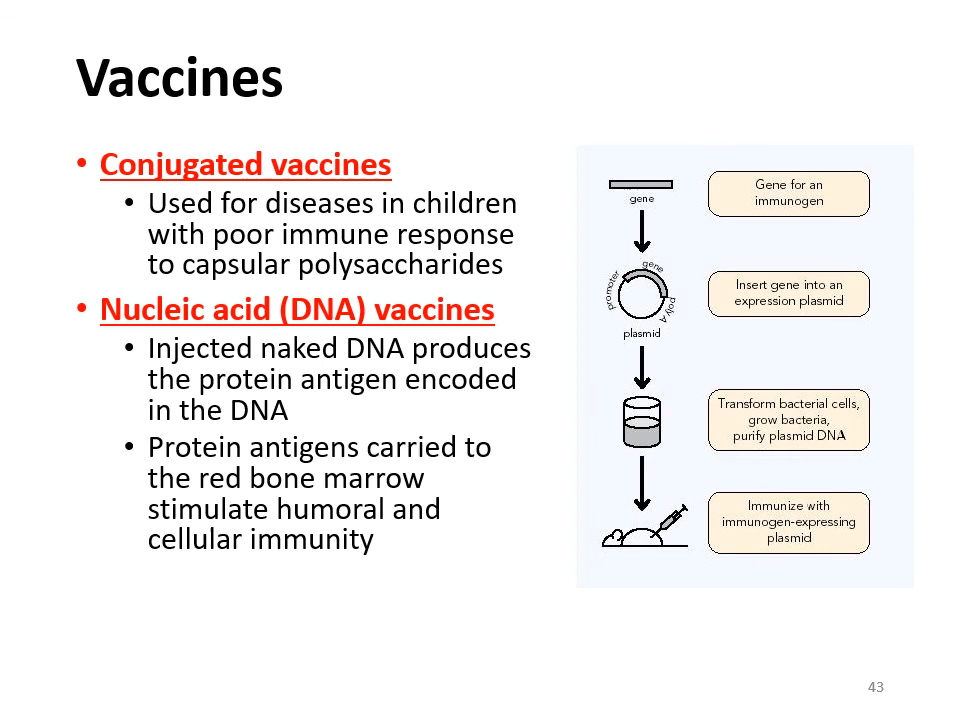 Vaccines
• Conjugated vaccines
• Used for diseases in children
with poor immune response
to capsular polysaccharides
• Nucleic acid (DNA) vaccines
• Injected naked DNA produces
the protein antigen encoded
in the DNA
• Protein antigens carried to
the red bone marrow
stimulate humoral and
cellular immunity
gene
Gene for an
immunogen
promoter
gene
poly A
plasmid
Insert gene into an
expression plasmid
Transform bacterial cells,
grow bacteria,
purify plasmid DNA
Immunize with
immunogen-expressing
plasmid
43